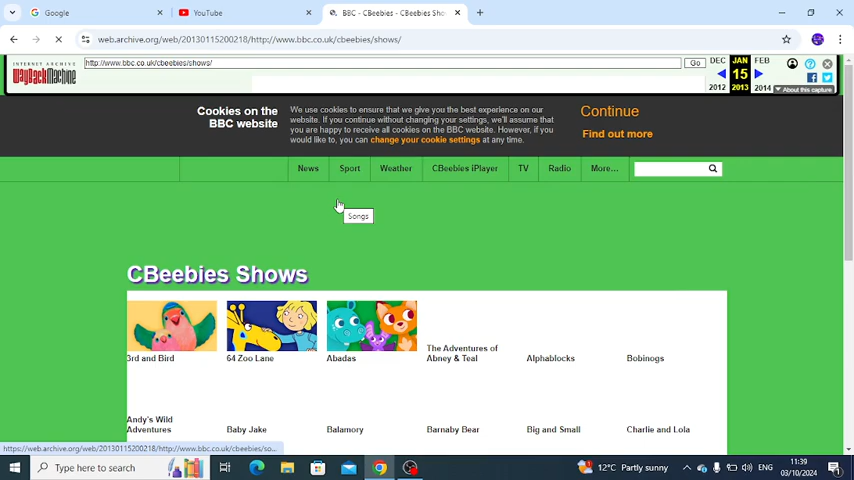 Google
YouTube
BBC - CBeebies - CBeebies Sho
web.archive.org/web/20130115200218/http://www.bbc.co.uk/cbeebies/shows/
INTERNET ARCHIVE
WayBackMachine
http://www.bbc.co.uk/cbeebies/shows/
Go
DEC JAN FEB
15
2012 2013 2014
About this capture
Cookies on the
BBC website
We use cookies to ensure that we give you the best experience on our
website. If you continue without changing your settings, we'll assume that
you are happy to receive all cookies on the BBC website. However, if you
would like to, you can change your cookie settings at any time.
Continue
Find out more
News Sport Weather CBeebies iPlayer TV Radio More...
Songs
CBeebies Shows
3rd and Bird
64 Zoo Lane
Abadas
The Adventures of
Abney & Teal
Alphablocks
Bobinogs
Andy's Wild
Adventures
Baby Jake
Balamory
Barnaby Bear
Big and Small
Charlie and Lola
https://web.archive.org/web/20130115200218/http://www.bbc.co.uk/cbeebies/so...
Type here to search
12°C Partly sunny
ENG
11:39
03/10/2024